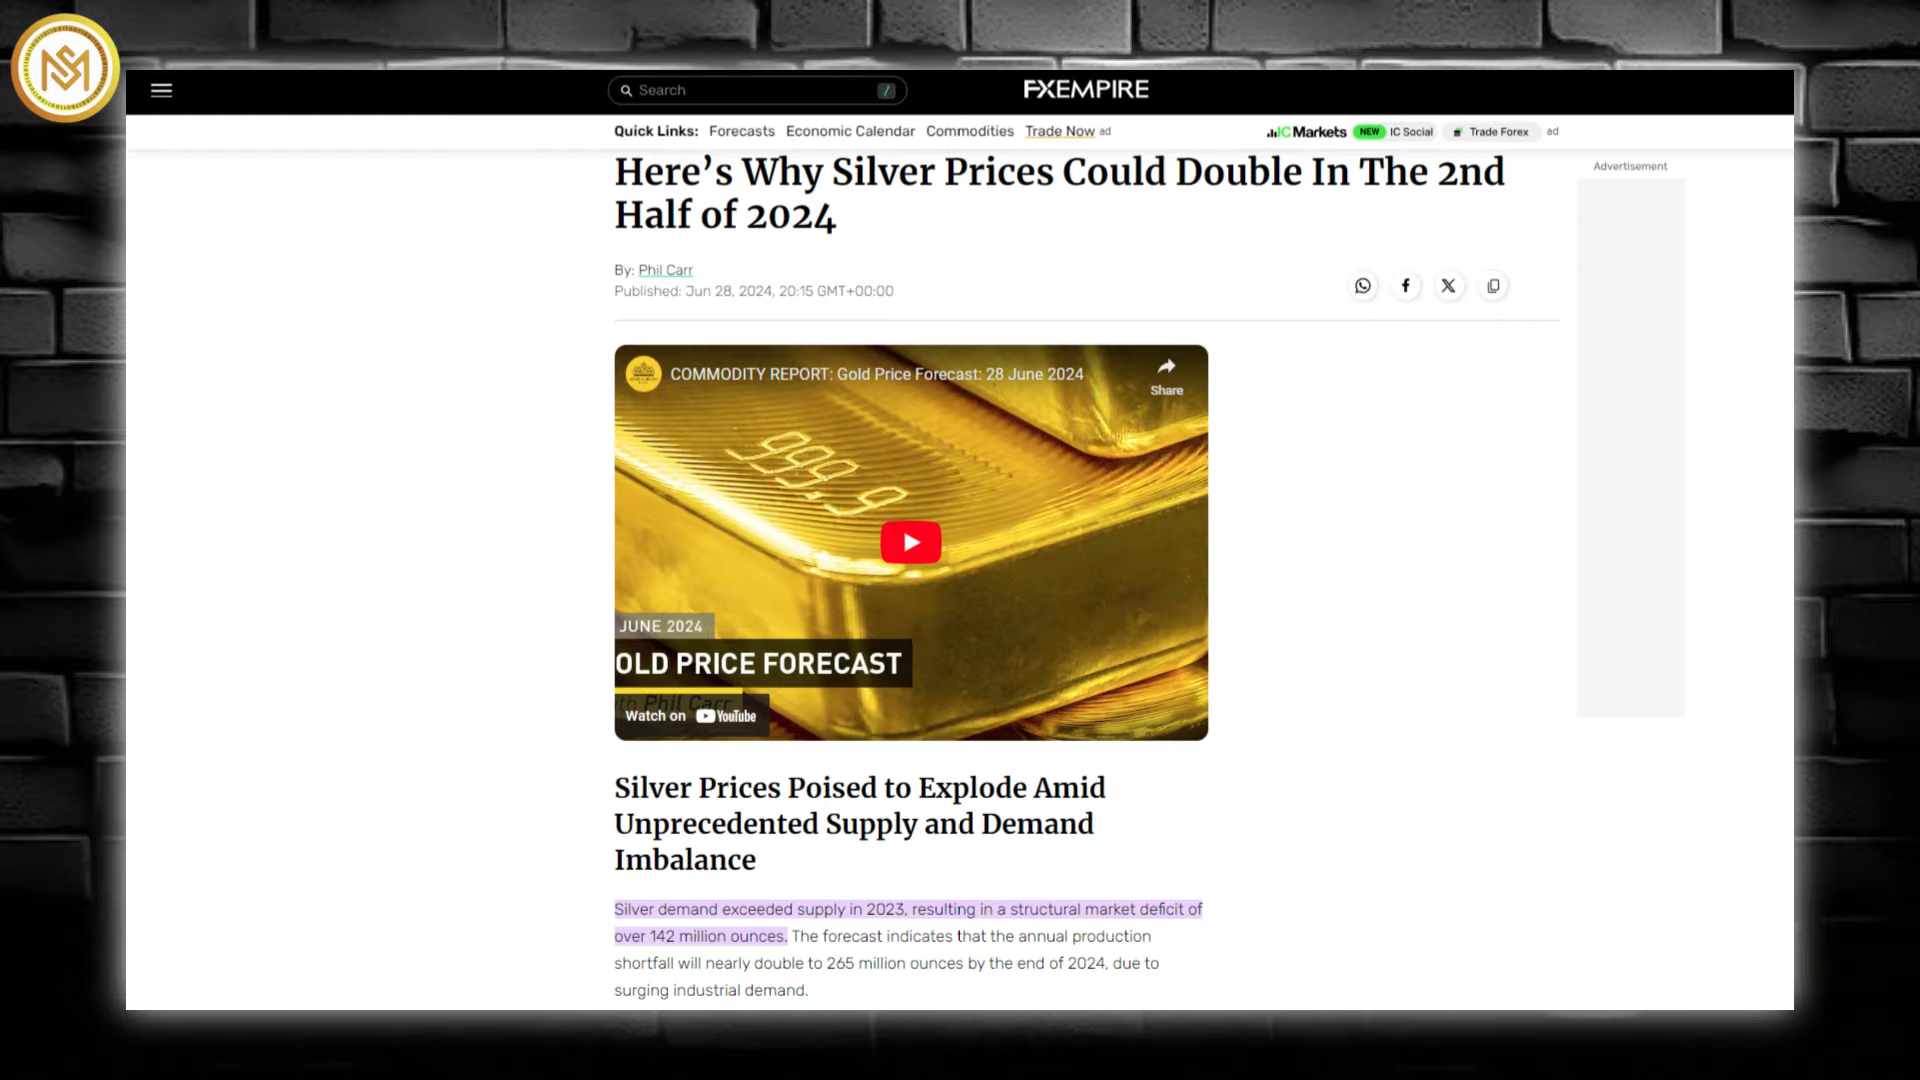 Search
/
FXEMPIRE
Quick Links: Forecasts Economic Calendar Commodities Trade Now ad
ICMarkets NEW IC Social Trade Forex ad
Here’s Why Silver Prices Could Double In The 2nd
Half of 2024
Advertisement
By: Phil Carr
Published: Jun 28, 2024, 20:15 GMT+00:00
COMMODITY REPORT: Gold Price Forecast: 28 June 2024
Share
999,9
JUNE 2024
OLD PRICE FORECAST
th Phil Carr
Watch on YouTube
Silver Prices Poised to Explode Amid
Unprecedented Supply and Demand
Imbalance
Silver demand exceeded supply in 2023, resulting in a structural market deficit of
over 142 million ounces. The forecast indicates that the annual production
shortfall will nearly double to 265 million ounces by the end of 2024, due to
surging industrial demand.